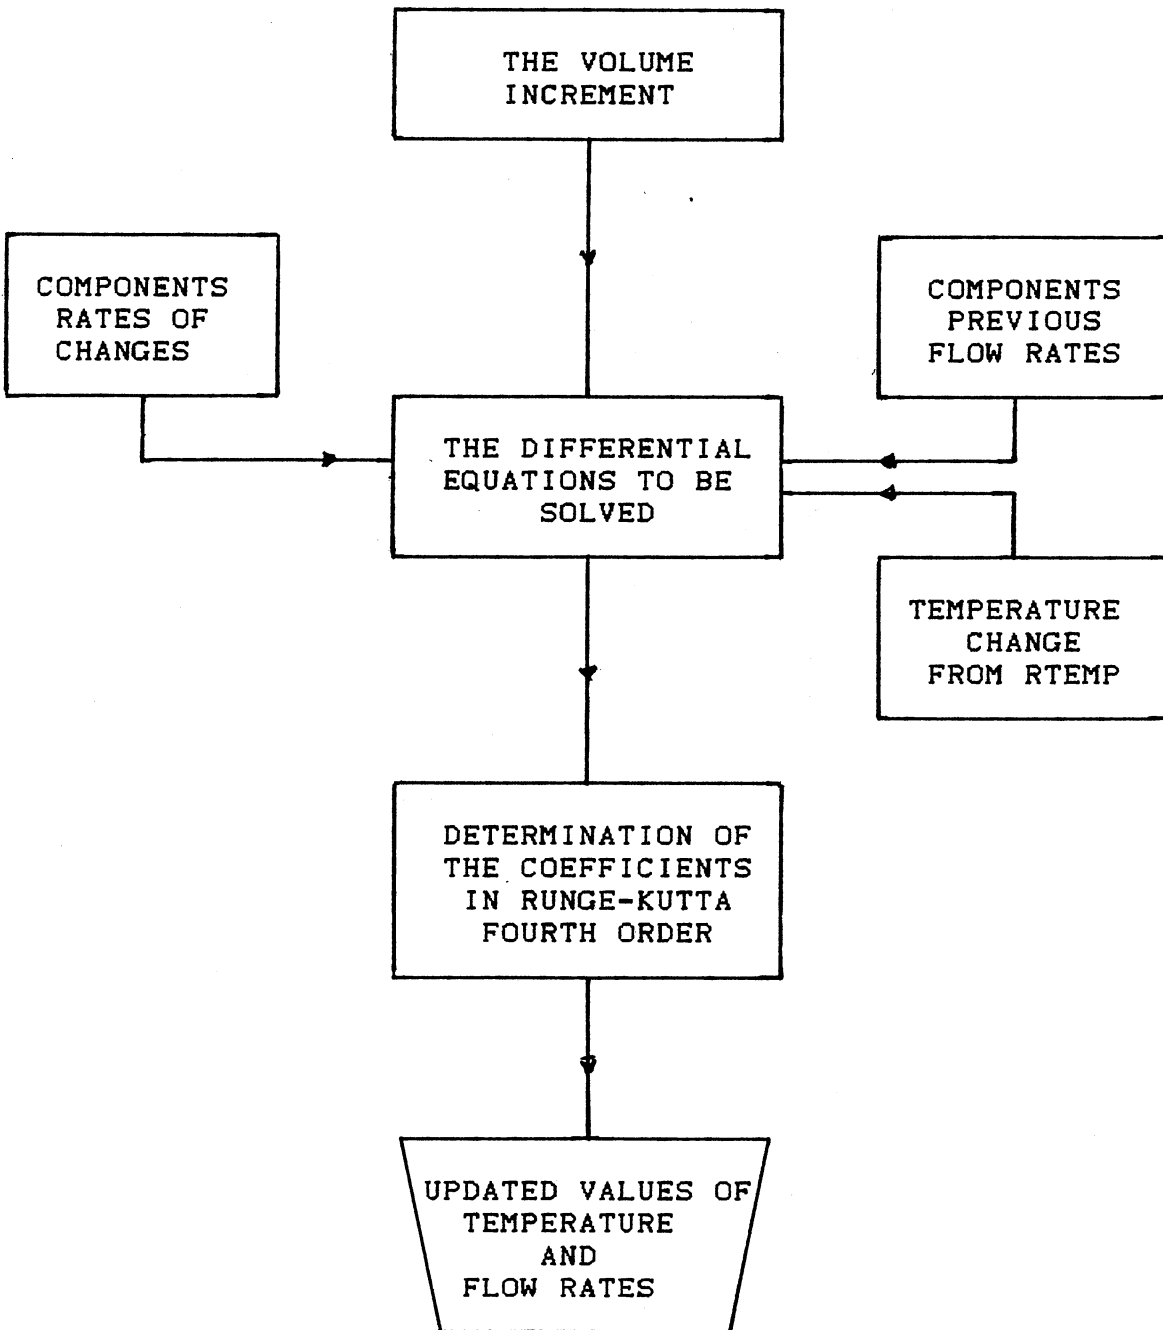 THE VOLUME
INCREMENT
COMPONENTS
RATES OF
CHANGES
COMPONENTS
PREVIOUS
FLOW RATES
THE DIFFERENTIAL
EQUATIONS TO BE
SOLVED
TEMPERATURE
CHANGE
FROM RTEMP
DETERMINATION OF
THE COEFFICIENTS
IN RUNGE-KUTTA
FOURTH ORDER
UPDATED VALUES OF
TEMPERATURE
AND
FLOW RATES